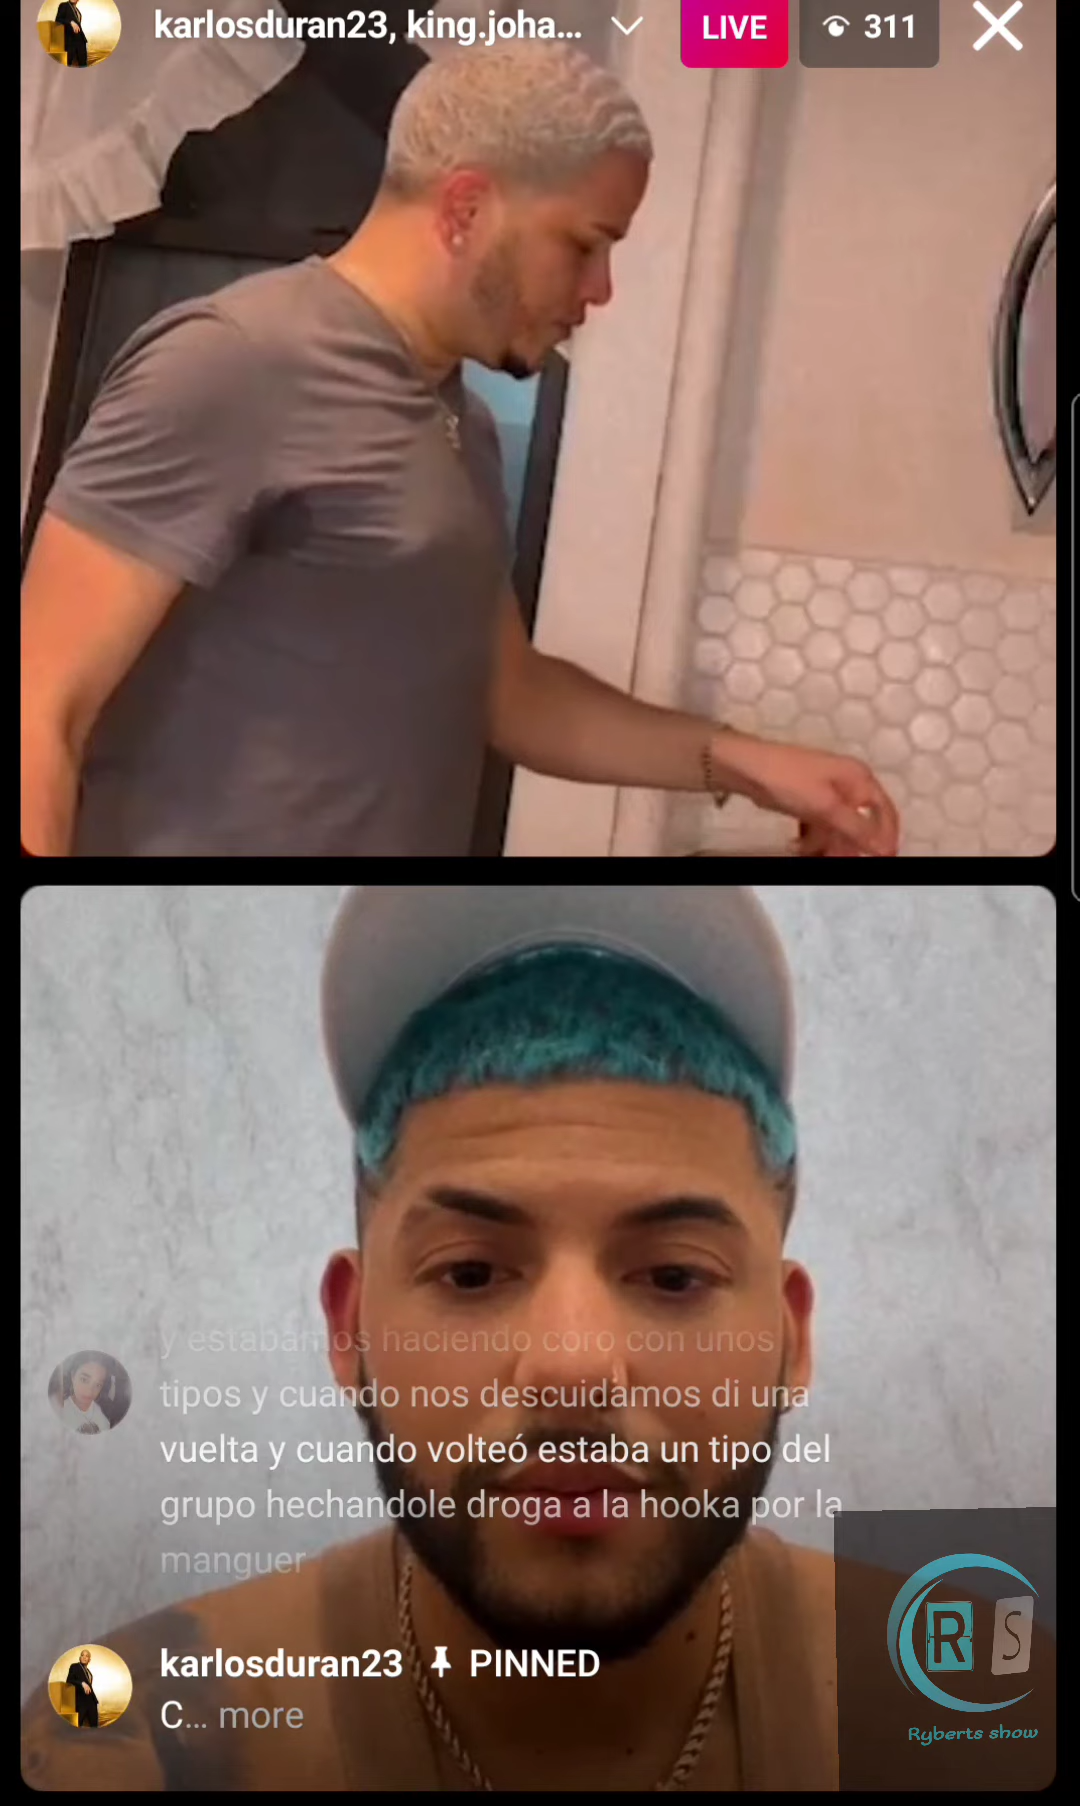 karlosduran23, king.joha...
LIVE
311
y estabamos haciendo coro con unos
tipos y cuando nos descuidamos di una
vuelta y cuando volteó estaba un tipo del
grupo hechandole droga a la hooka por la
manguer
karlosduran23 PINNED
C... more
R S
Ryberts show